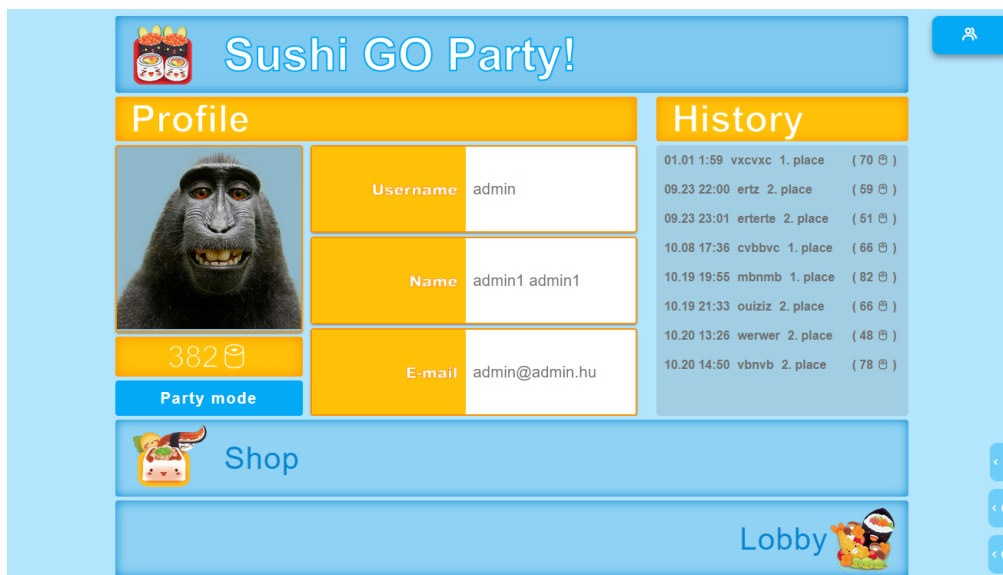 Sushi GO Party!
Profile
History
Username admin
Name admin1 admin1
E-mail admin@admin.hu
382
Party mode
01.01 1:59 vxcvxc 1. place ( 70 )
09.23 22:00 ertz 2. place ( 59 )
09.23 23:01 erterte 2. place ( 51 )
10.08 17:36 cvbbvc 1. place ( 66 )
10.19 19:55 mbnmb 1. place ( 82 )
10.19 21:33 ouiziz 2. place ( 66 )
10.20 13:26 werwer 2. place ( 48 )
10.20 14:50 vbnvb 2. place ( 78 )
Shop
Lobby